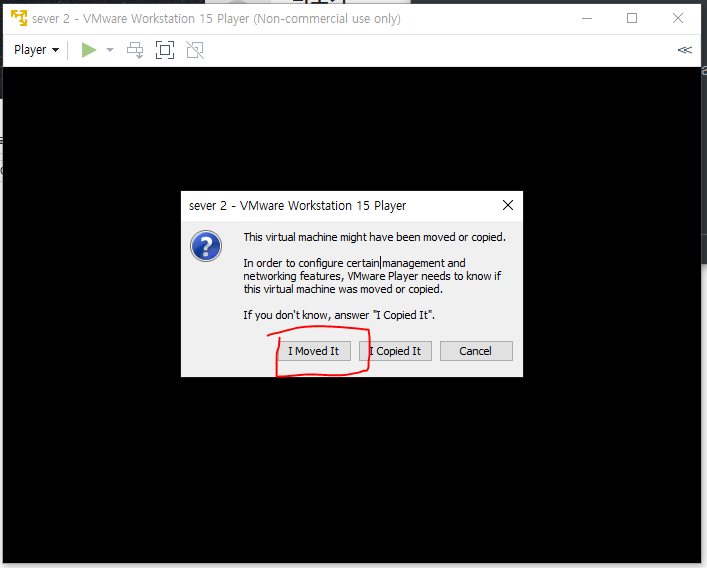 sever 2 - VMware Workstation 15 Player (Non-commercial use only)
Player
sever 2 - VMware Workstation 15 Player
This virtual machine might have been moved or copied.
In order to configure certain management and
networking features, VMware Player needs to know if
this virtual machine was moved or copied.
If you don't know, answer "I Copied It".
I Moved It
I Copied It
Cancel